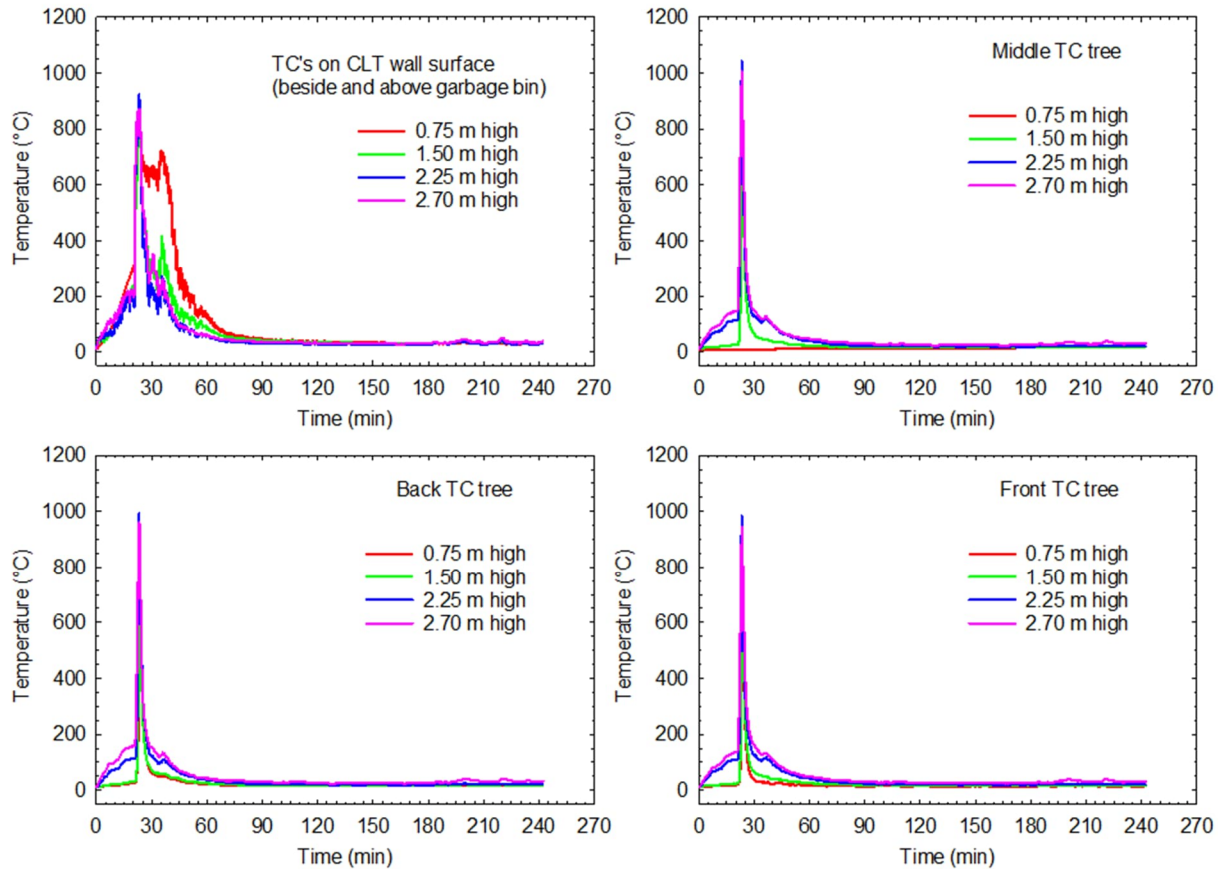 TC's on CLT wall surface
(beside and above garbage bin)
0.75 m high
1.50 m high
2.25 m high
2.70 m high
Temperature (°C)
1200
1000
800
600
400
200
0
0 30 60 90 120 150 180 210 240 270
Time (min)
Middle TC tree
0.75 m high
1.50 m high
2.25 m high
2.70 m high
Temperature (°C)
1200
1000
800
600
400
200
0
0 30 60 90 120 150 180 210 240 270
Time (min)
Back TC tree
0.75 m high
1.50 m high
2.25 m high
2.70 m high
Temperature (°C)
1200
1000
800
600
400
200
0
0 30 60 90 120 150 180 210 240 270
Time (min)
Front TC tree
0.75 m high
1.50 m high
2.25 m high
2.70 m high
Temperature (°C)
1200
1000
800
600
400
200
0
0 30 60 90 120 150 180 210 240 270
Time (min)